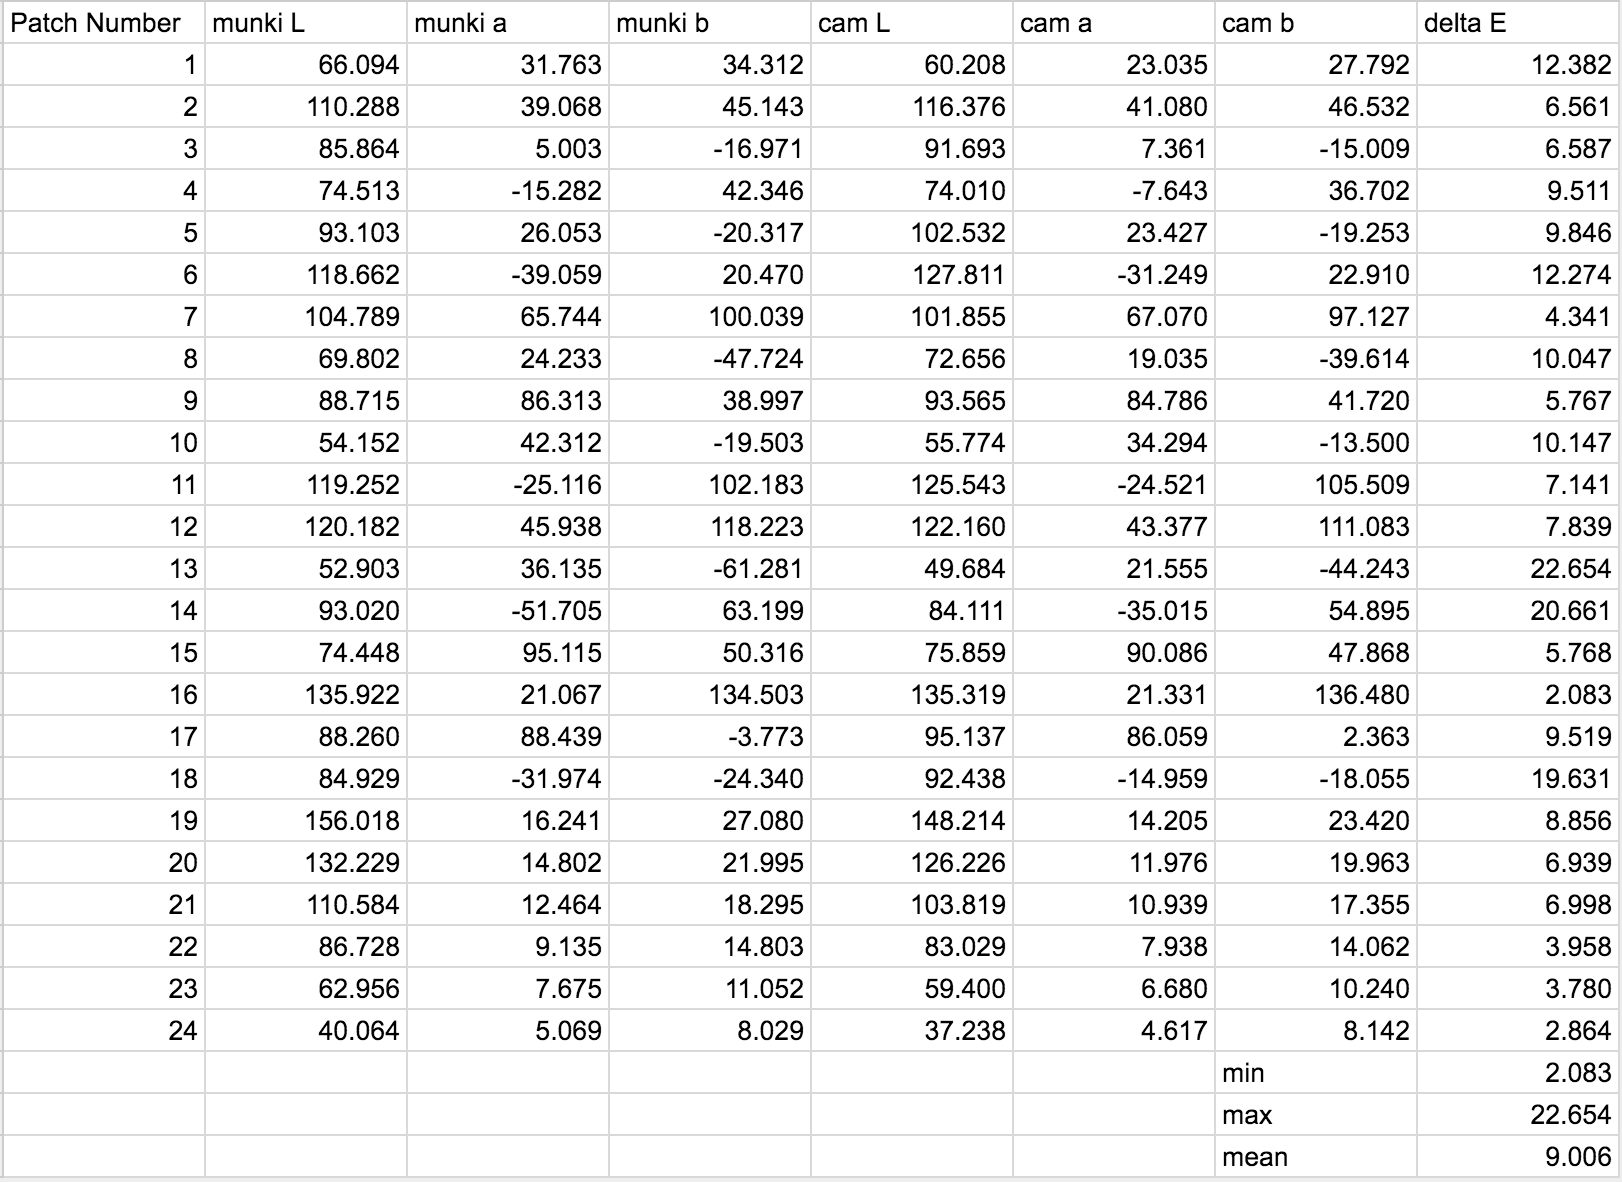 Patch Number munki L munki a munki b cam L cam a cam b delta E
1 66.094 31.763 34.312 60.208 23.035 27.792 12.382
2 110.288 39.068 45.143 116.376 41.080 46.532 6.561
3 85.864 5.003 -16.971 91.693 7.361 -15.009 6.587
4 74.513 -15.282 42.346 74.010 -7.643 36.702 9.511
5 93.103 26.053 -20.317 102.532 23.427 -19.253 9.846
6 118.662 -39.059 20.470 127.811 -31.249 22.910 12.274
7 104.789 65.744 100.039 101.855 67.070 97.127 4.341
8 69.802 24.233 -47.724 72.656 19.035 -39.614 10.047
9 88.715 86.313 38.997 93.565 84.786 41.720 5.767
10 54.152 42.312 -19.503 55.774 34.294 -13.500 10.147
11 119.252 -25.116 102.183 125.543 -24.521 105.509 7.141
12 120.182 45.938 118.223 122.160 43.377 111.083 7.839
13 52.903 36.135 -61.281 49.684 21.555 -44.243 22.654
14 93.020 -51.705 63.199 84.111 -35.015 54.895 20.661
15 74.448 95.115 50.316 75.859 90.086 47.868 5.768
16 135.922 21.067 134.503 135.319 21.331 136.480 2.083
17 88.260 88.439 -3.773 95.137 86.059 2.363 9.519
18 84.929 -31.974 -24.340 92.438 -14.959 -18.055 19.631
19 156.018 16.241 27.080 148.214 14.205 23.420 8.856
20 132.229 14.802 21.995 126.226 11.976 19.963 6.939
21 110.584 12.464 18.295 103.819 10.939 17.355 6.998
22 86.728 9.135 14.803 83.029 7.938 14.062 3.958
23 62.956 7.675 11.052 59.400 6.680 10.240 3.780
24 40.064 5.069 8.029 37.238 4.617 8.142 2.864
min 2.083
max 22.654
mean 9.006